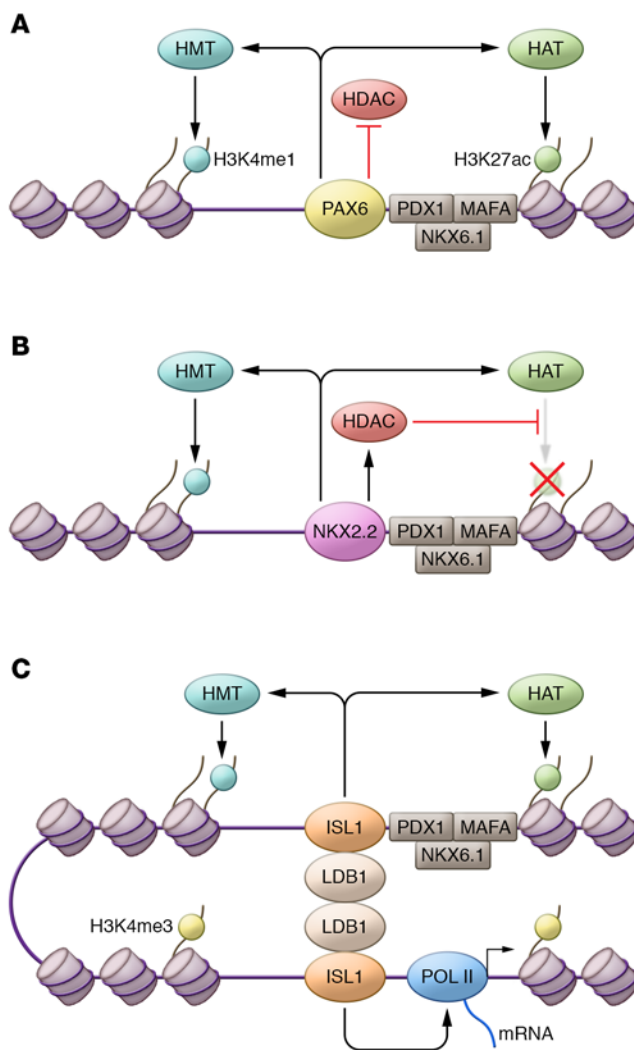 A
HMT
HAT
HDAC
H3K4me1
H3K27ac
PAX6
PDX1 MAFA
NKX6.1
B
HMT
HAT
HDAC
NKX2.2
PDX1 MAFA
NKX6.1
C
HMT
HAT
ISL1
PDX1 MAFA
NKX6.1
LDB1
H3K4me3
LDB1
ISL1
POL II
mRNA